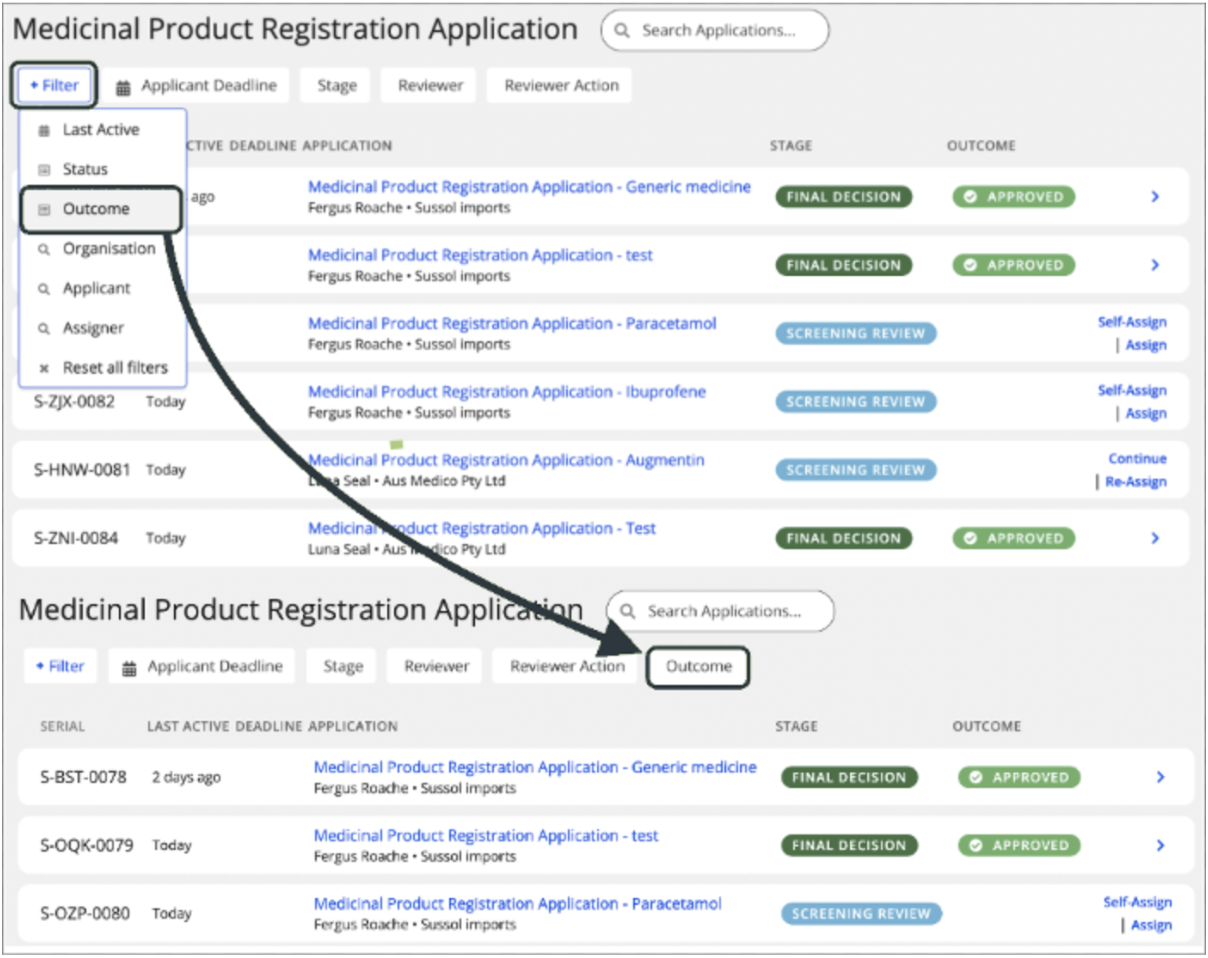 Medicinal Product Registration Application
Search Applications...
+ Filter
Applicant Deadline
Stage
Reviewer
Reviewer Action
Last Active
Status
Outcome
Organisation
Applicant
Assigner
Reset all filters
CTIVE DEADLINE APPLICATION STAGE OUTCOME
ago
Medicinal Product Registration Application - Generic medicine
Fergus Roache • Sussol imports
FINAL DECISION
APPROVED
Medicinal Product Registration Application - test
Fergus Roache • Sussol imports
FINAL DECISION
APPROVED
Medicinal Product Registration Application - Paracetamol
Fergus Roache • Sussol imports
SCREENING REVIEW
Self-Assign
| Assign
S-ZJX-0082 Today
Medicinal Product Registration Application - Ibuprofene
Fergus Roache • Sussol imports
SCREENING REVIEW
Self-Assign
| Assign
S-HNW-0081 Today
Medicinal Product Registration Application - Augmentin
Luna Seal • Aus Medico Pty Ltd
SCREENING REVIEW
Continue
| Re-Assign
S-ZNI-0084 Today
Medicinal Product Registration Application - Test
Luna Seal • Aus Medico Pty Ltd
FINAL DECISION
APPROVED
Medicinal Product Registration Application
Search Applications...
+ Filter
Applicant Deadline
Stage
Reviewer
Reviewer Action
Outcome
SERIAL LAST ACTIVE DEADLINE APPLICATION STAGE OUTCOME
S-BST-0078 2 days ago
Medicinal Product Registration Application - Generic medicine
Fergus Roache • Sussol imports
FINAL DECISION
APPROVED
S-OQK-0079 Today
Medicinal Product Registration Application - test
Fergus Roache • Sussol imports
FINAL DECISION
APPROVED
S-OZP-0080 Today
Medicinal Product Registration Application - Paracetamol
Fergus Roache • Sussol imports
SCREENING REVIEW
Self-Assign
| Assign